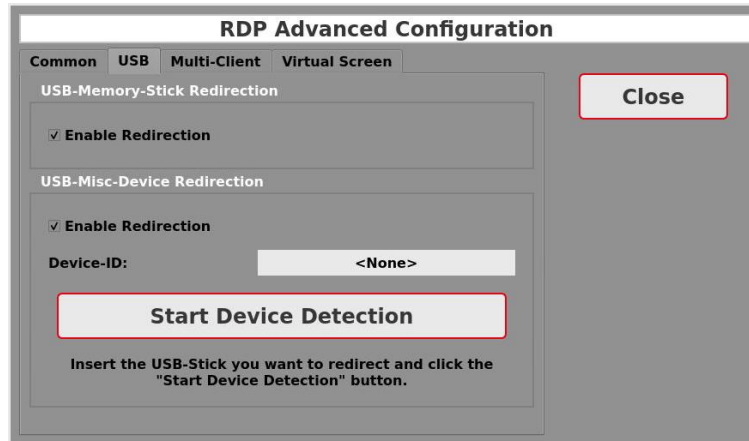 RDP Advanced Configuration
Common USB Multi-Client Virtual Screen
USB-Memory-Stick Redirection
Close
Enable Redirection
USB-Misc-Device Redirection
Enable Redirection
Device-ID: <None>
Start Device Detection
Insert the USB-Stick you want to redirect and click the
"Start Device Detection" button.